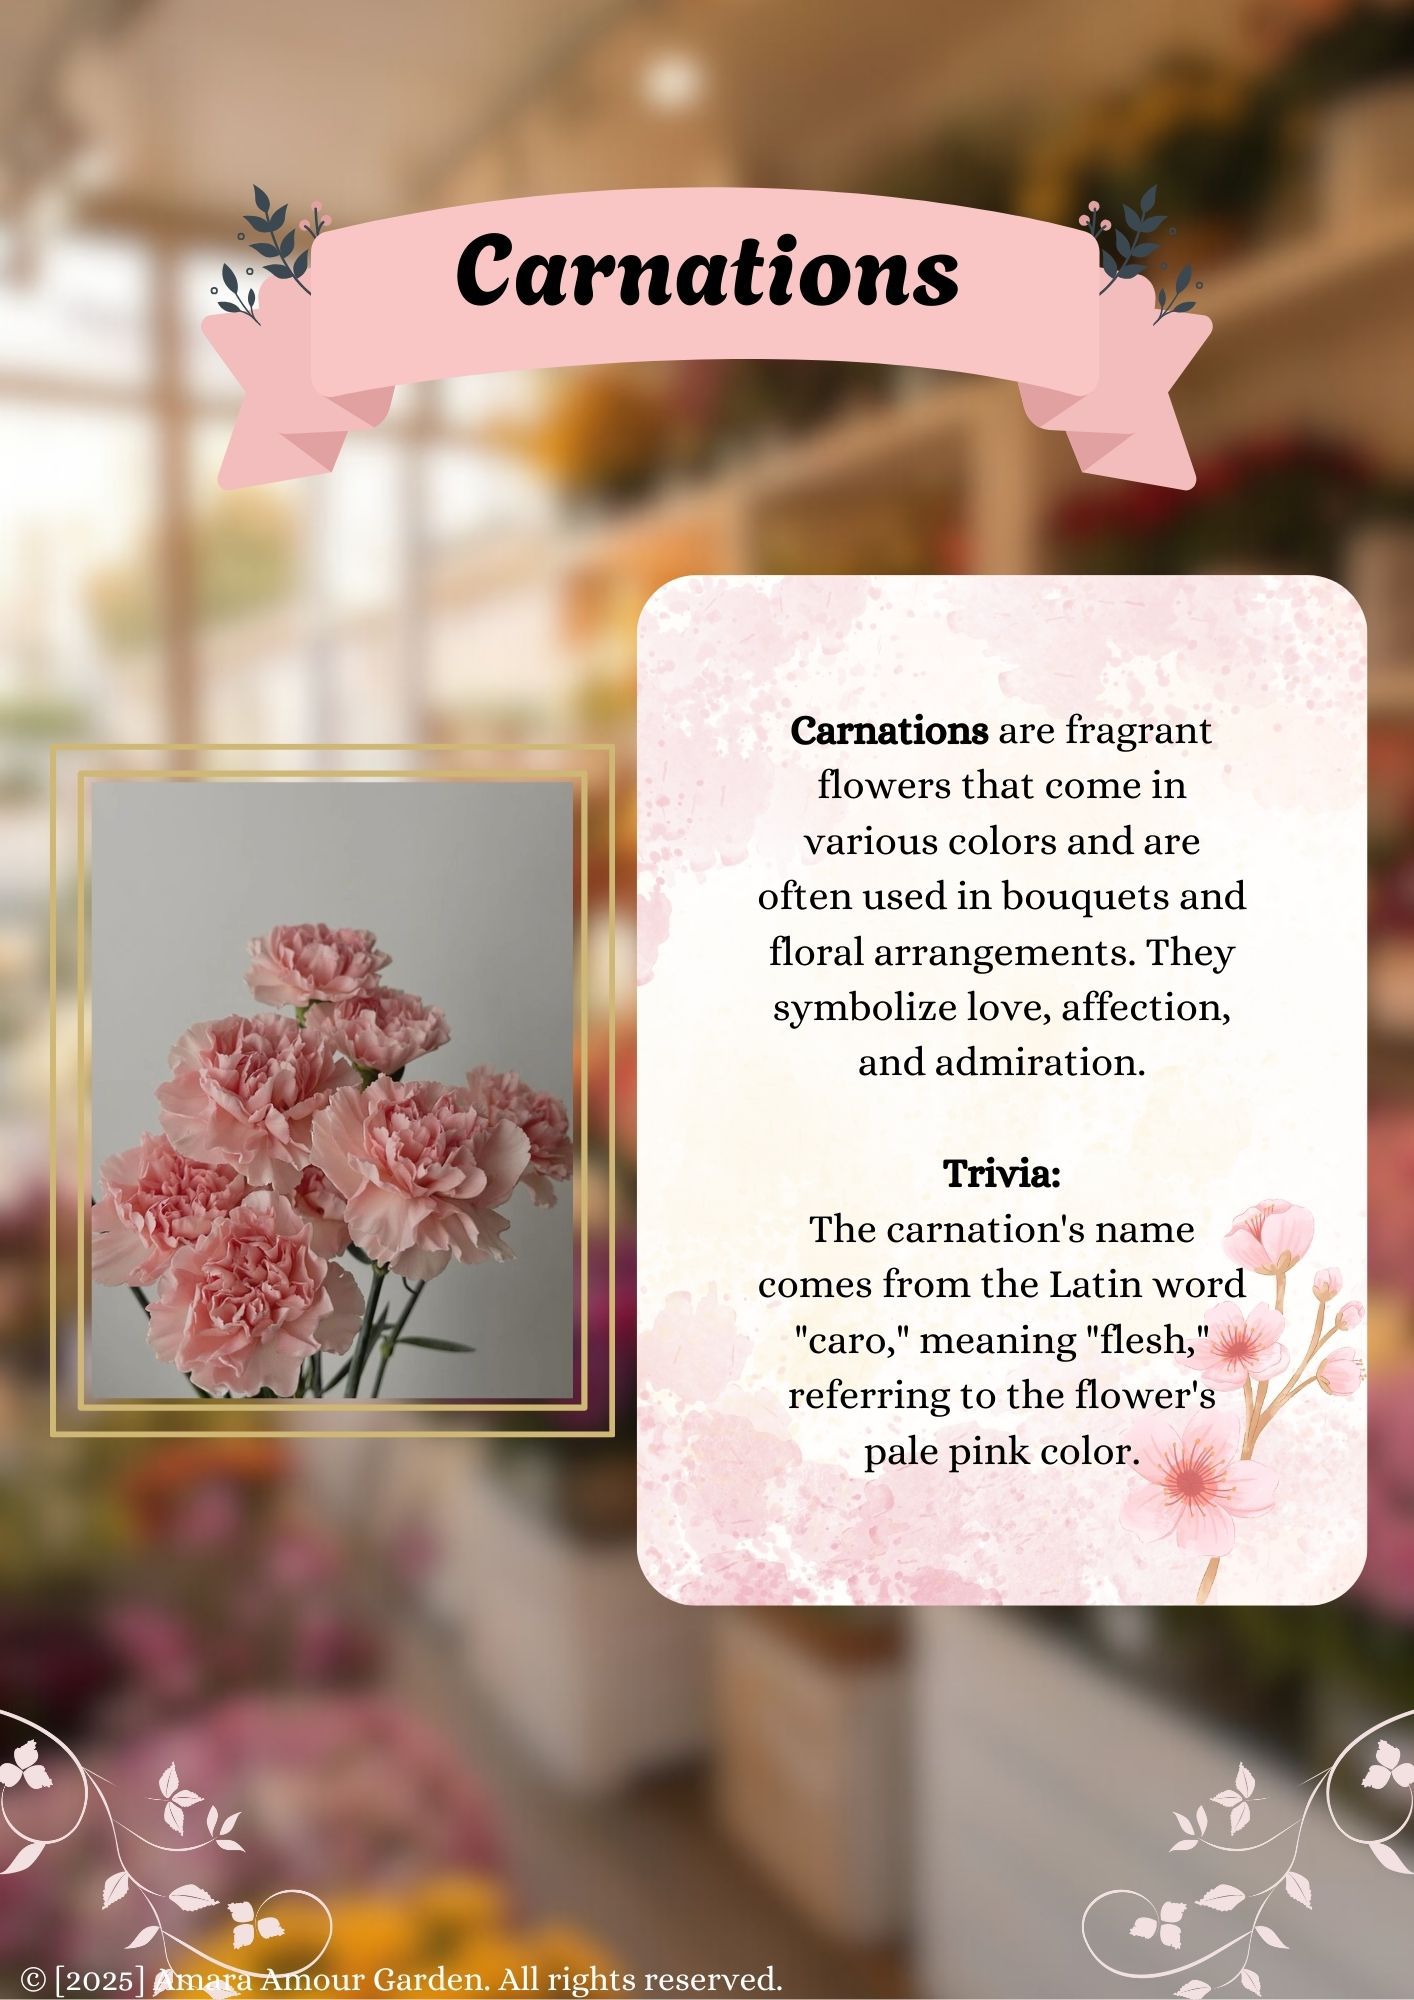 Carnations
Carnations are fragrant
flowers that come in
various colors and are
often used in bouquets and
floral arrangements. They
symbolize love, affection,
and admiration.
Trivia:
The carnation's name
comes from the Latin word
"caro," meaning "flesh,"
referring to the flower's
pale pink color.
© [2025] Amara Amour Garden. All rights reserved.